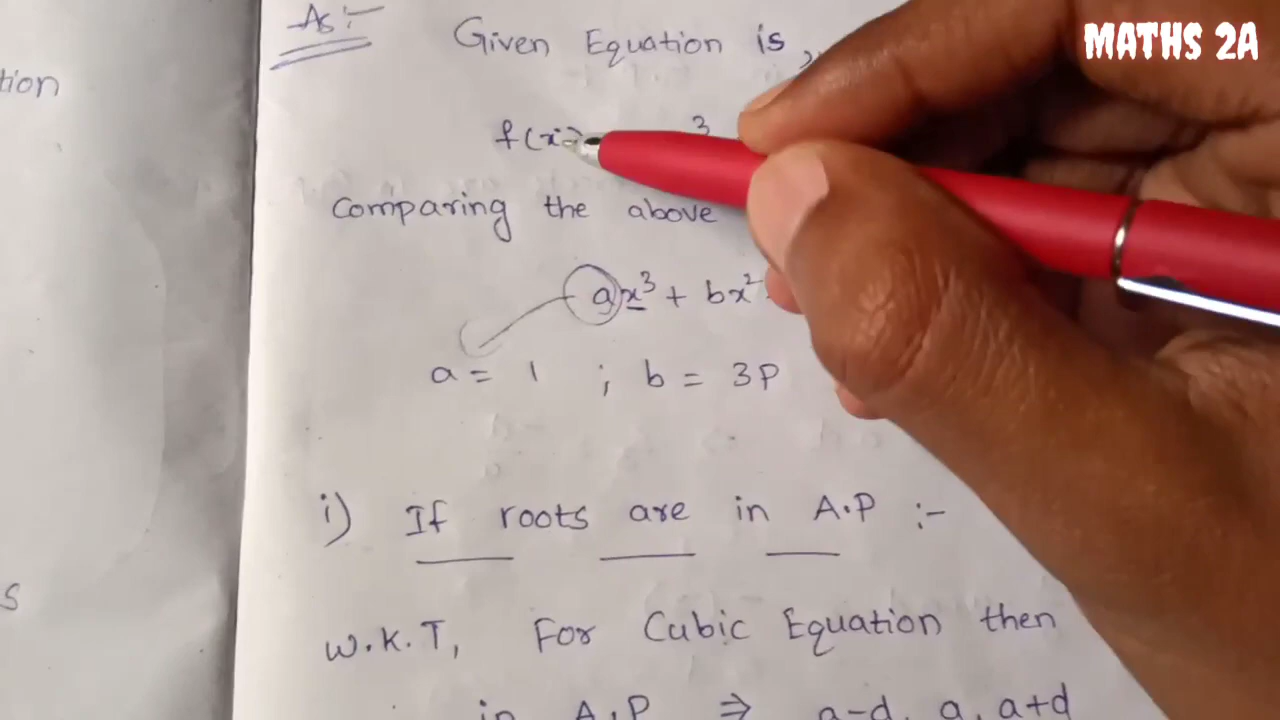 MATHS 2A
As :-
Given Equation is,
tion
f(x)= 3
Comparing the above
ax³ + bx²
a = 1 ; b = 3p
i) If roots are in A.P :-
s
W.K.T, For Cubic Equation then
in A.P ⇒ a-d, a, a+d